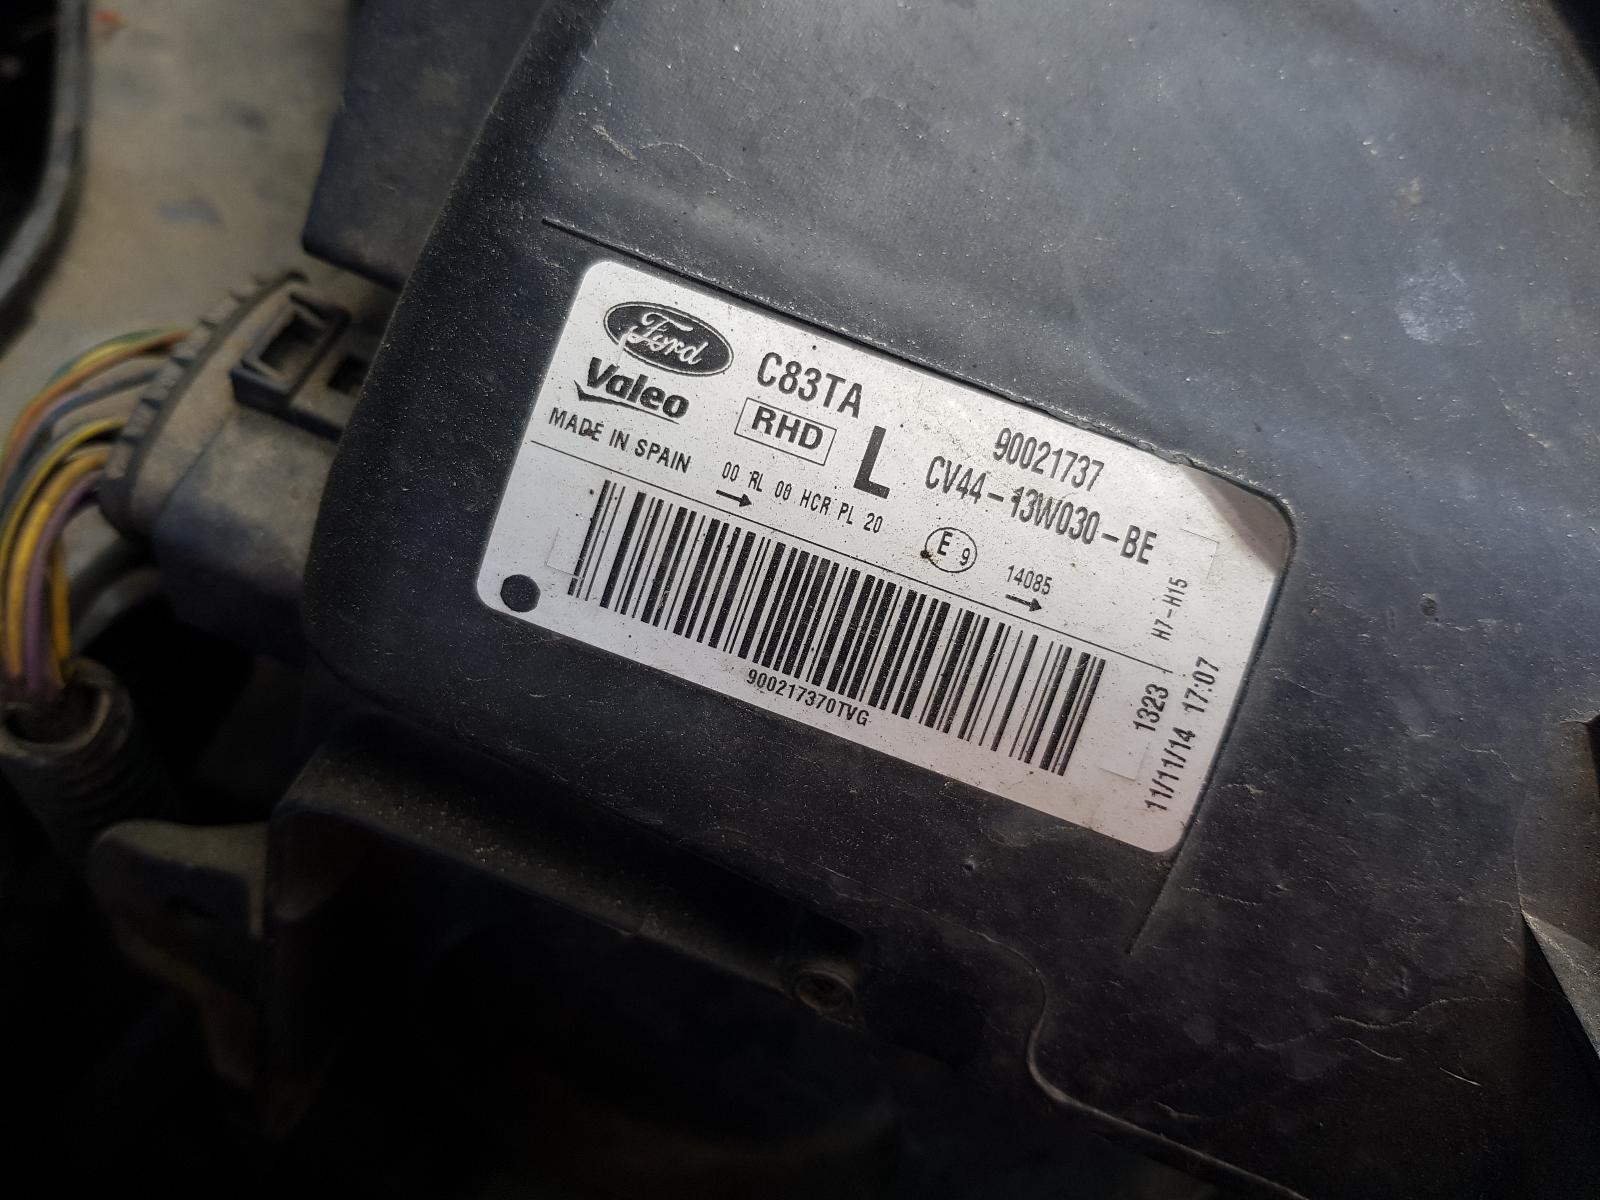 Ford
Valeo
MADE IN SPAIN
C83TA
RHD
L
90021737
CV44-13W030-BE
00 RL 08 HCR PL 20
E 9
14085
H7-H15
900217370TVG
1323
11/11/14 17:07